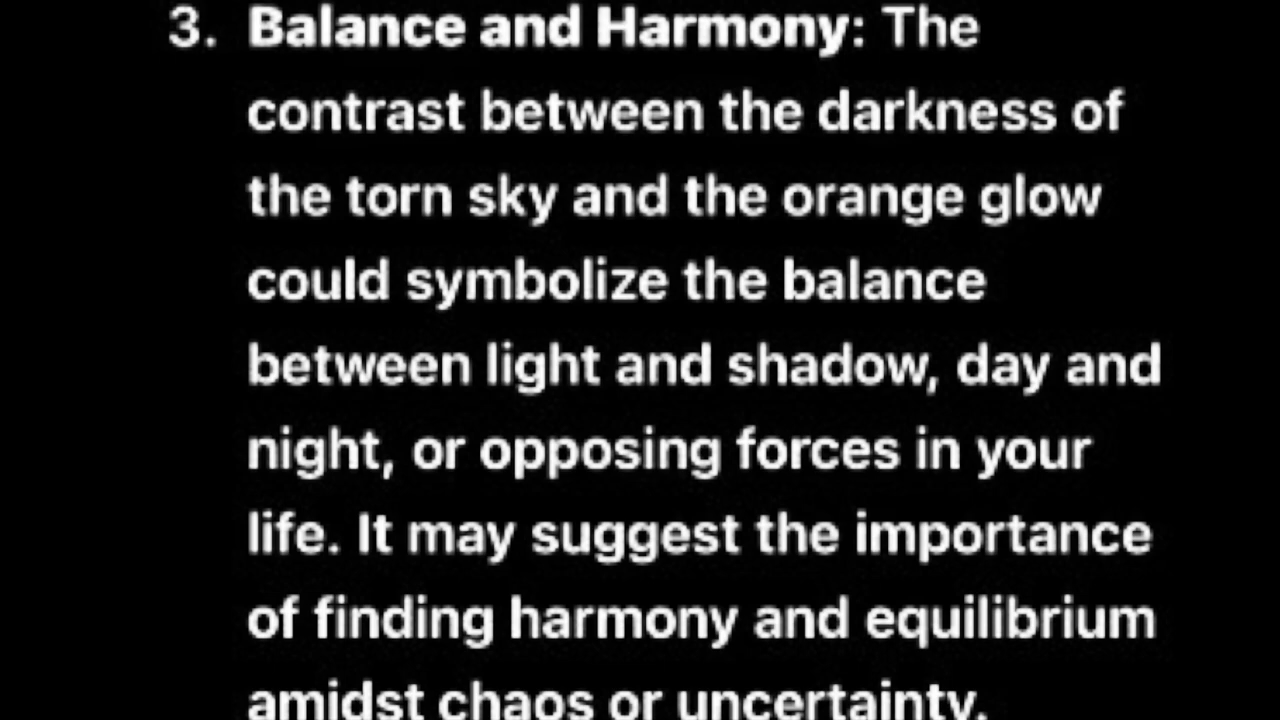 3. Balance and Harmony: The
contrast between the darkness of
the torn sky and the orange glow
could symbolize the balance
between light and shadow, day and
night, or opposing forces in your
life. It may suggest the importance
of finding harmony and equilibrium
amidst chaos or uncertainty.